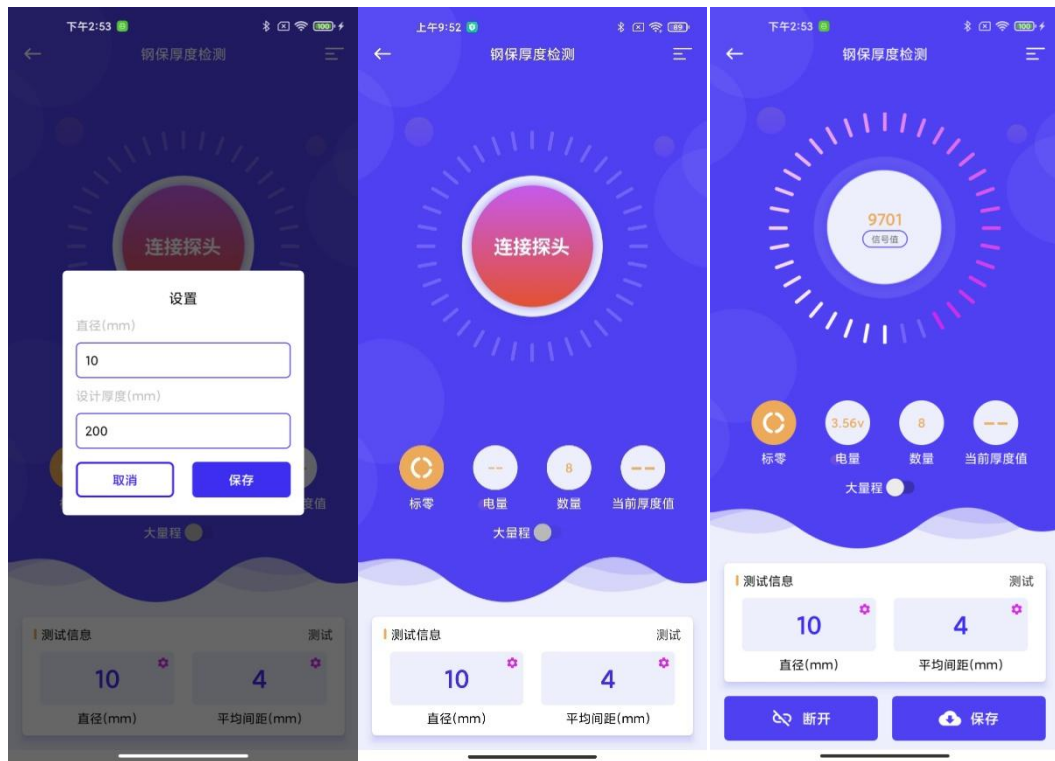 下午2:53
100
钢保厚度检测
连接探头
设置
直径(mm)
10
设计厚度(mm)
200
取消
保存
度值
大量程
测试信息
测试
10
4
直径(mm)
平均间距(mm)
上午9:52
89
钢保厚度检测
连接探头
--
8
--
标零
电量
数量
当前厚度值
大量程
测试信息
测试
10
4
直径(mm)
平均间距(mm)
下午2:53
100
钢保厚度检测
9701
信号值
3.56v
8
--
标零
电量
数量
当前厚度值
大量程
测试信息
测试
10
4
直径(mm)
平均间距(mm)
断开
保存